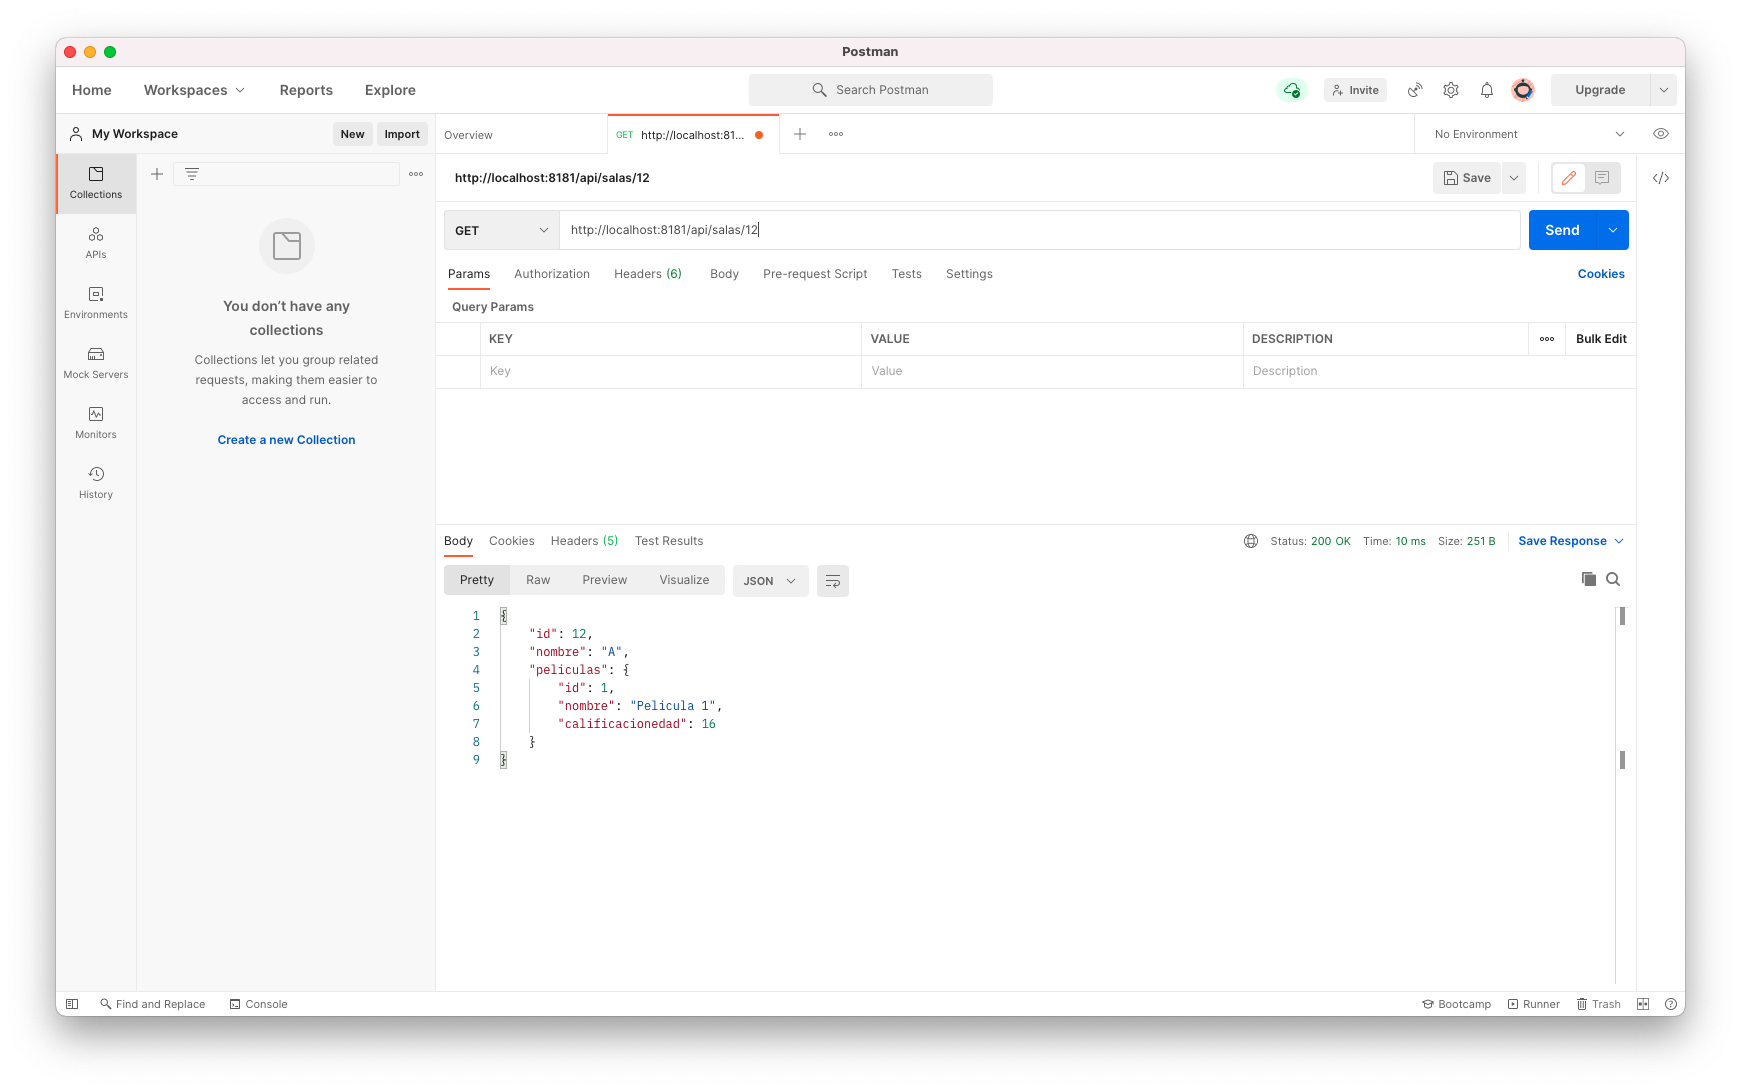 Postman
Home Workspaces Reports Explore Search Postman Invite Upgrade
My Workspace New Import Overview GET http://localhost:81... No Environment
Collections
APIs
Environments
Mock Servers
Monitors
History
You don’t have any
collections
Collections let you group related
requests, making them easier to
access and run.
Create a new Collection
http://localhost:8181/api/salas/12 Save
GET http://localhost:8181/api/salas/12 Send
Params Authorization Headers (6) Body Pre-request Script Tests Settings Cookies
Query Params
KEY VALUE DESCRIPTION Bulk Edit
Key Value Description
Body Cookies Headers (5) Test Results Status: 200 OK Time: 10 ms Size: 251 B Save Response
Pretty Raw Preview Visualize JSON
1 {
2 "id": 12,
3 "nombre": "A",
4 "peliculas": {
5 "id": 1,
6 "nombre": "Pelicula 1",
7 "calificacionedad": 16
8 }
9 }
Find and Replace Console Bootcamp Runner Trash